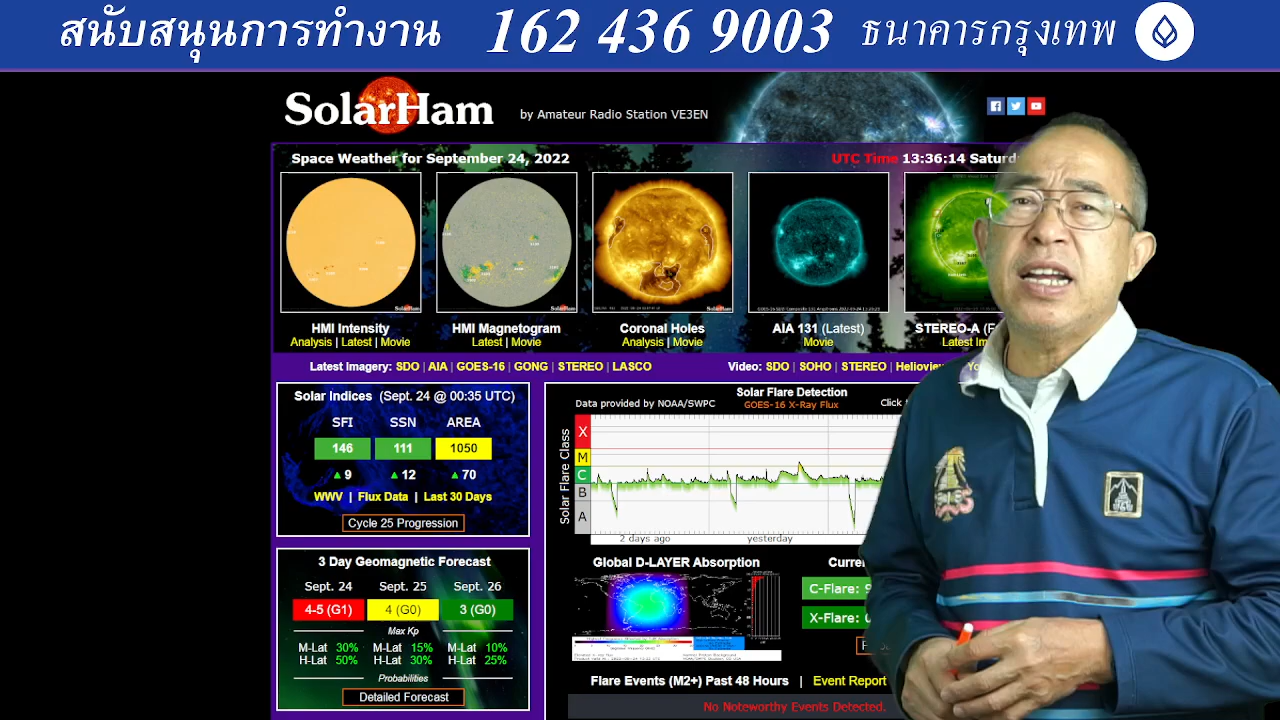 สนับสนุนการทำงาน 162 436 9003 ธนาคารกรุงเทพ
SolarHam by Amateur Radio Station VE3EN
Space Weather for September 24, 2022 UTC Time 13:36:14
HMI Intensity HMI Magnetogram Coronal Holes AIA 131 (Latest) STEREO-A
Analysis | Latest | Movie Latest | Movie Analysis | Movie Movie
Latest Imagery: SDO | AIA | GOES-16 | GONG | STEREO | LASCO Video: SDO | SOHO | STEREO |
Solar Indices (Sept. 24 @ 00:35 UTC)
SFI SSN AREA
146 111 1050
9 12 70
WWV | Flux Data | Last 30 Days
Cycle 25 Progression
3 Day Geomagnetic Forecast
Sept. 24 Sept. 25 Sept. 26
4-5 (G1) 4 (G0) 3 (G0)
Max Kp
M-Lat 30% M-Lat 15% M-Lat 10%
H-Lat 50% H-Lat 30% H-Lat 25%
Probabilities
Detailed Forecast
Solar Flare Detection
Data provided by NOAA/SWPC GOES-16 X-Ray Flux Click
Solar Flare Class
X
M
C
B
A
2 days ago yesterday
Global D-LAYER Absorption
C-Flare:
X-Flare:
Flare Events (M2+) Past 48 Hours | Event Report
No Noteworthy Events Detected.